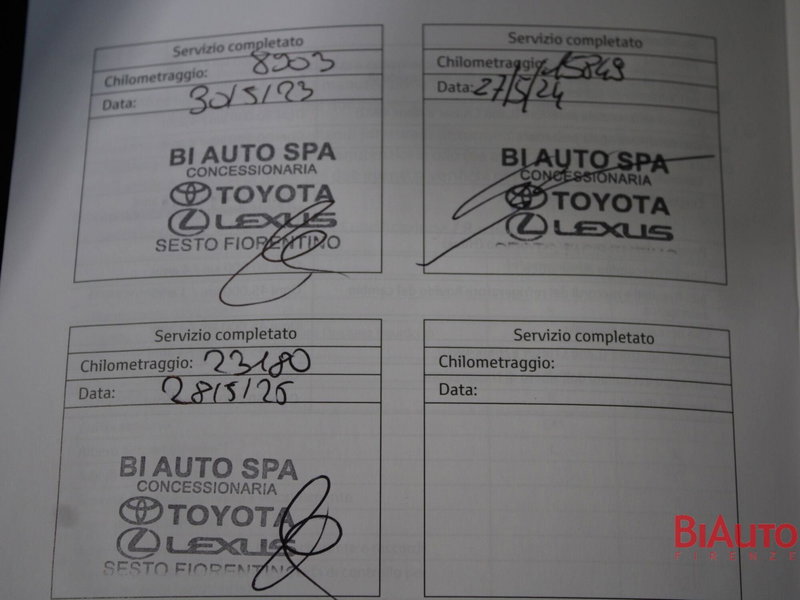 Servizio completato
Chilometraggio: 8903
Data: 30/5/23
BI AUTO SPA
CONCESSIONARIA
TOYOTA
LEXUS
SESTO FIORENTINO
Servizio completato
Chilometraggio: 15849
Data: 27/5/24
BI AUTO SPA
CONCESSIONARIA
TOYOTA
LEXUS
Servizio completato
Chilometraggio: 23180
Data: 28/5/25
BI AUTO SPA
CONCESSIONARIA
TOYOTA
LEXUS
SESTO FIORENTINO
Servizio completato
Chilometraggio:
Data:
BIAUTO
FIRENZE